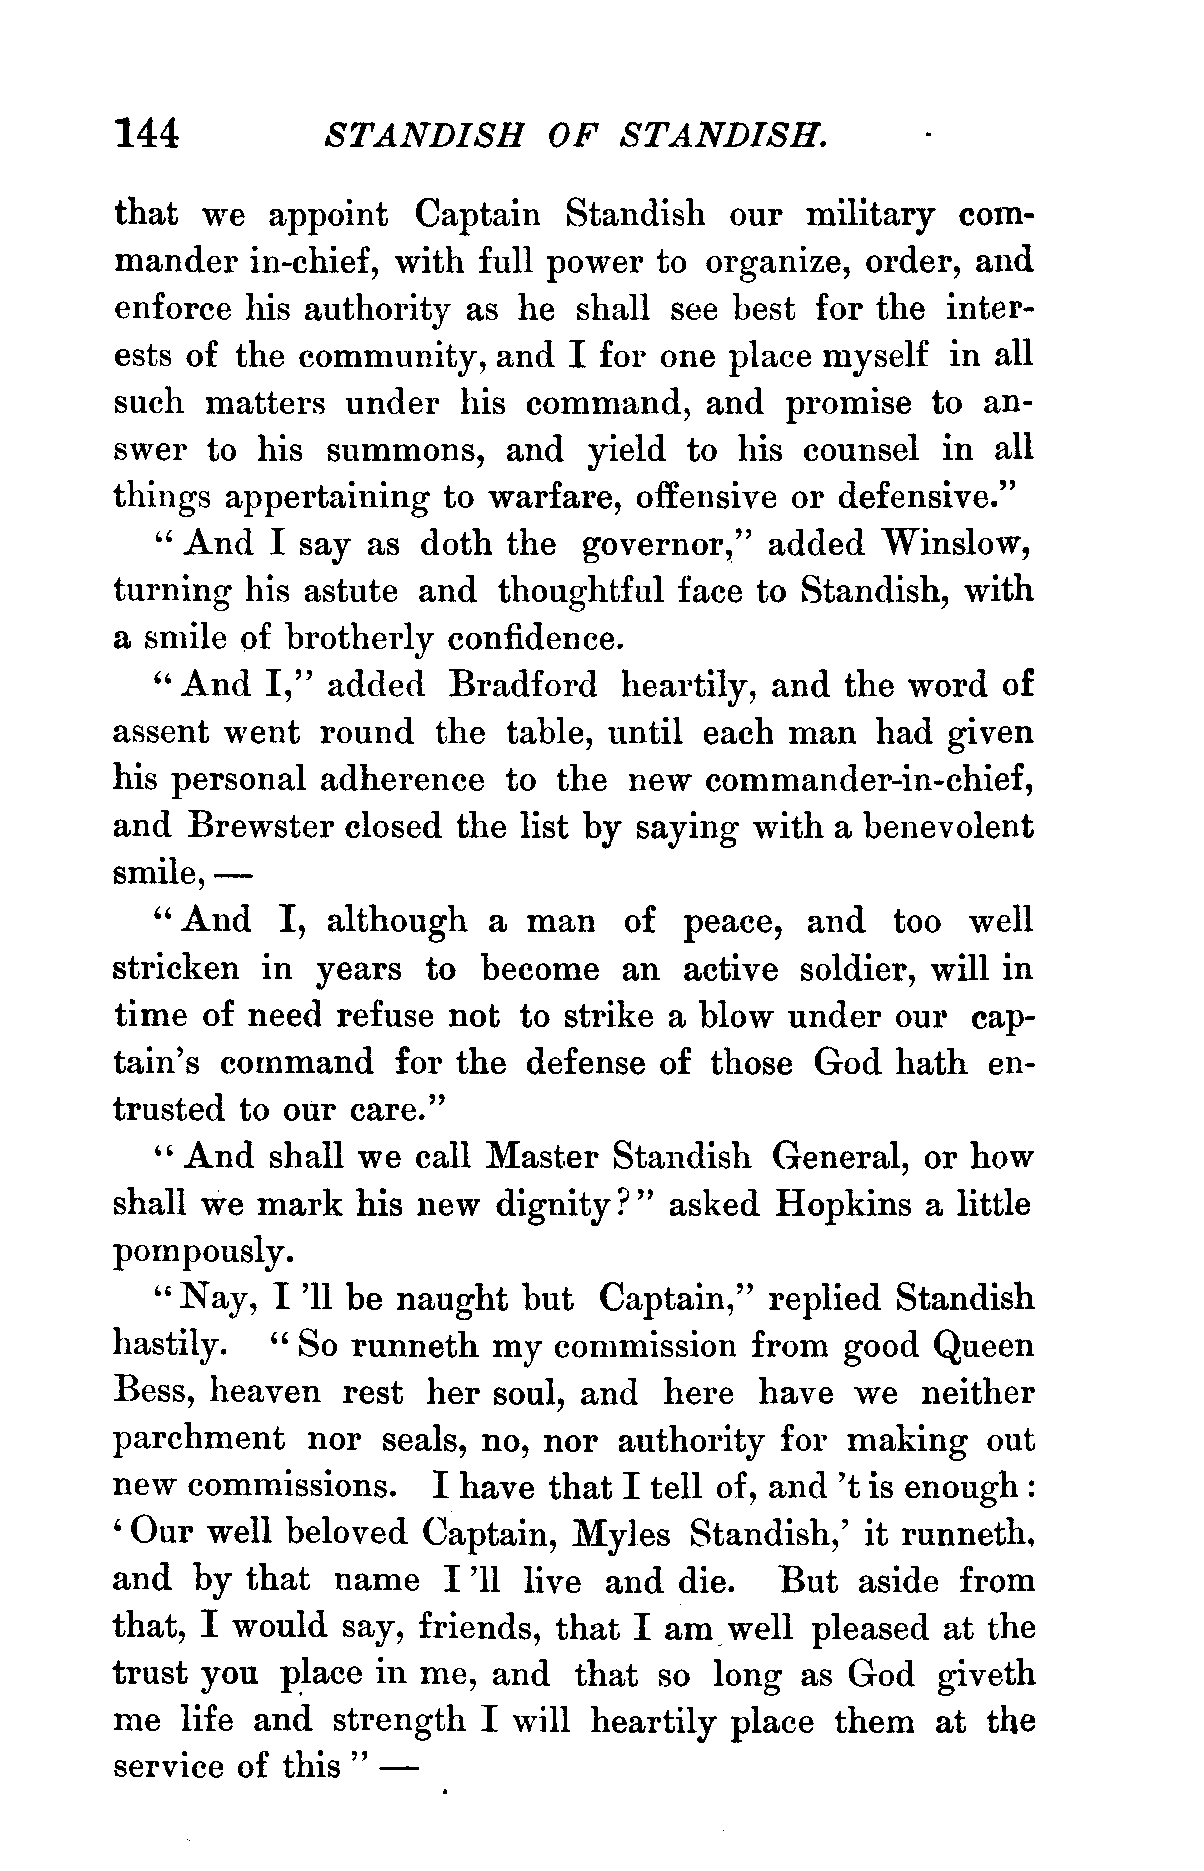 144 STANDISH OF STANDISH.
that we appoint Captain Standish our military com-
mander in-chief, with full power to organize, order, and
enforce his authority as he shall see best for the inter-
ests of the community, and I for one place myself in all
such matters under his command, and promise to an-
swer to his summons, and yield to his counsel in all
things appertaining to warfare, offensive or defensive."
" And I say as doth the governor," added Winslow,
turning his astute and thoughtful face to Standish, with
a smile of brotherly confidence.
" And I," added Bradford heartily, and the word of
assent went round the table, until each man had given
his personal adherence to the new commander-in-chief,
and Brewster closed the list by saying with a benevolent
smile, —
" And I, although a man of peace, and too well
stricken in years to become an active soldier, will in
time of need refuse not to strike a blow under our cap-
tain's command for the defense of those God hath en-
trusted to our care."
" And shall we call Master Standish General, or how
shall we mark his new dignity?" asked Hopkins a little
pompously.
" Nay, I 'll be naught but Captain," replied Standish
hastily. " So runneth my commission from good Queen
Bess, heaven rest her soul, and here have we neither
parchment nor seals, no, nor authority for making out
new commissions. I have that I tell of, and 't is enough :
' Our well beloved Captain, Myles Standish,' it runneth,
and by that name I 'll live and die. But aside from
that, I would say, friends, that I am well pleased at the
trust you place in me, and that so long as God giveth
me life and strength I will heartily place them at the
service of this " —